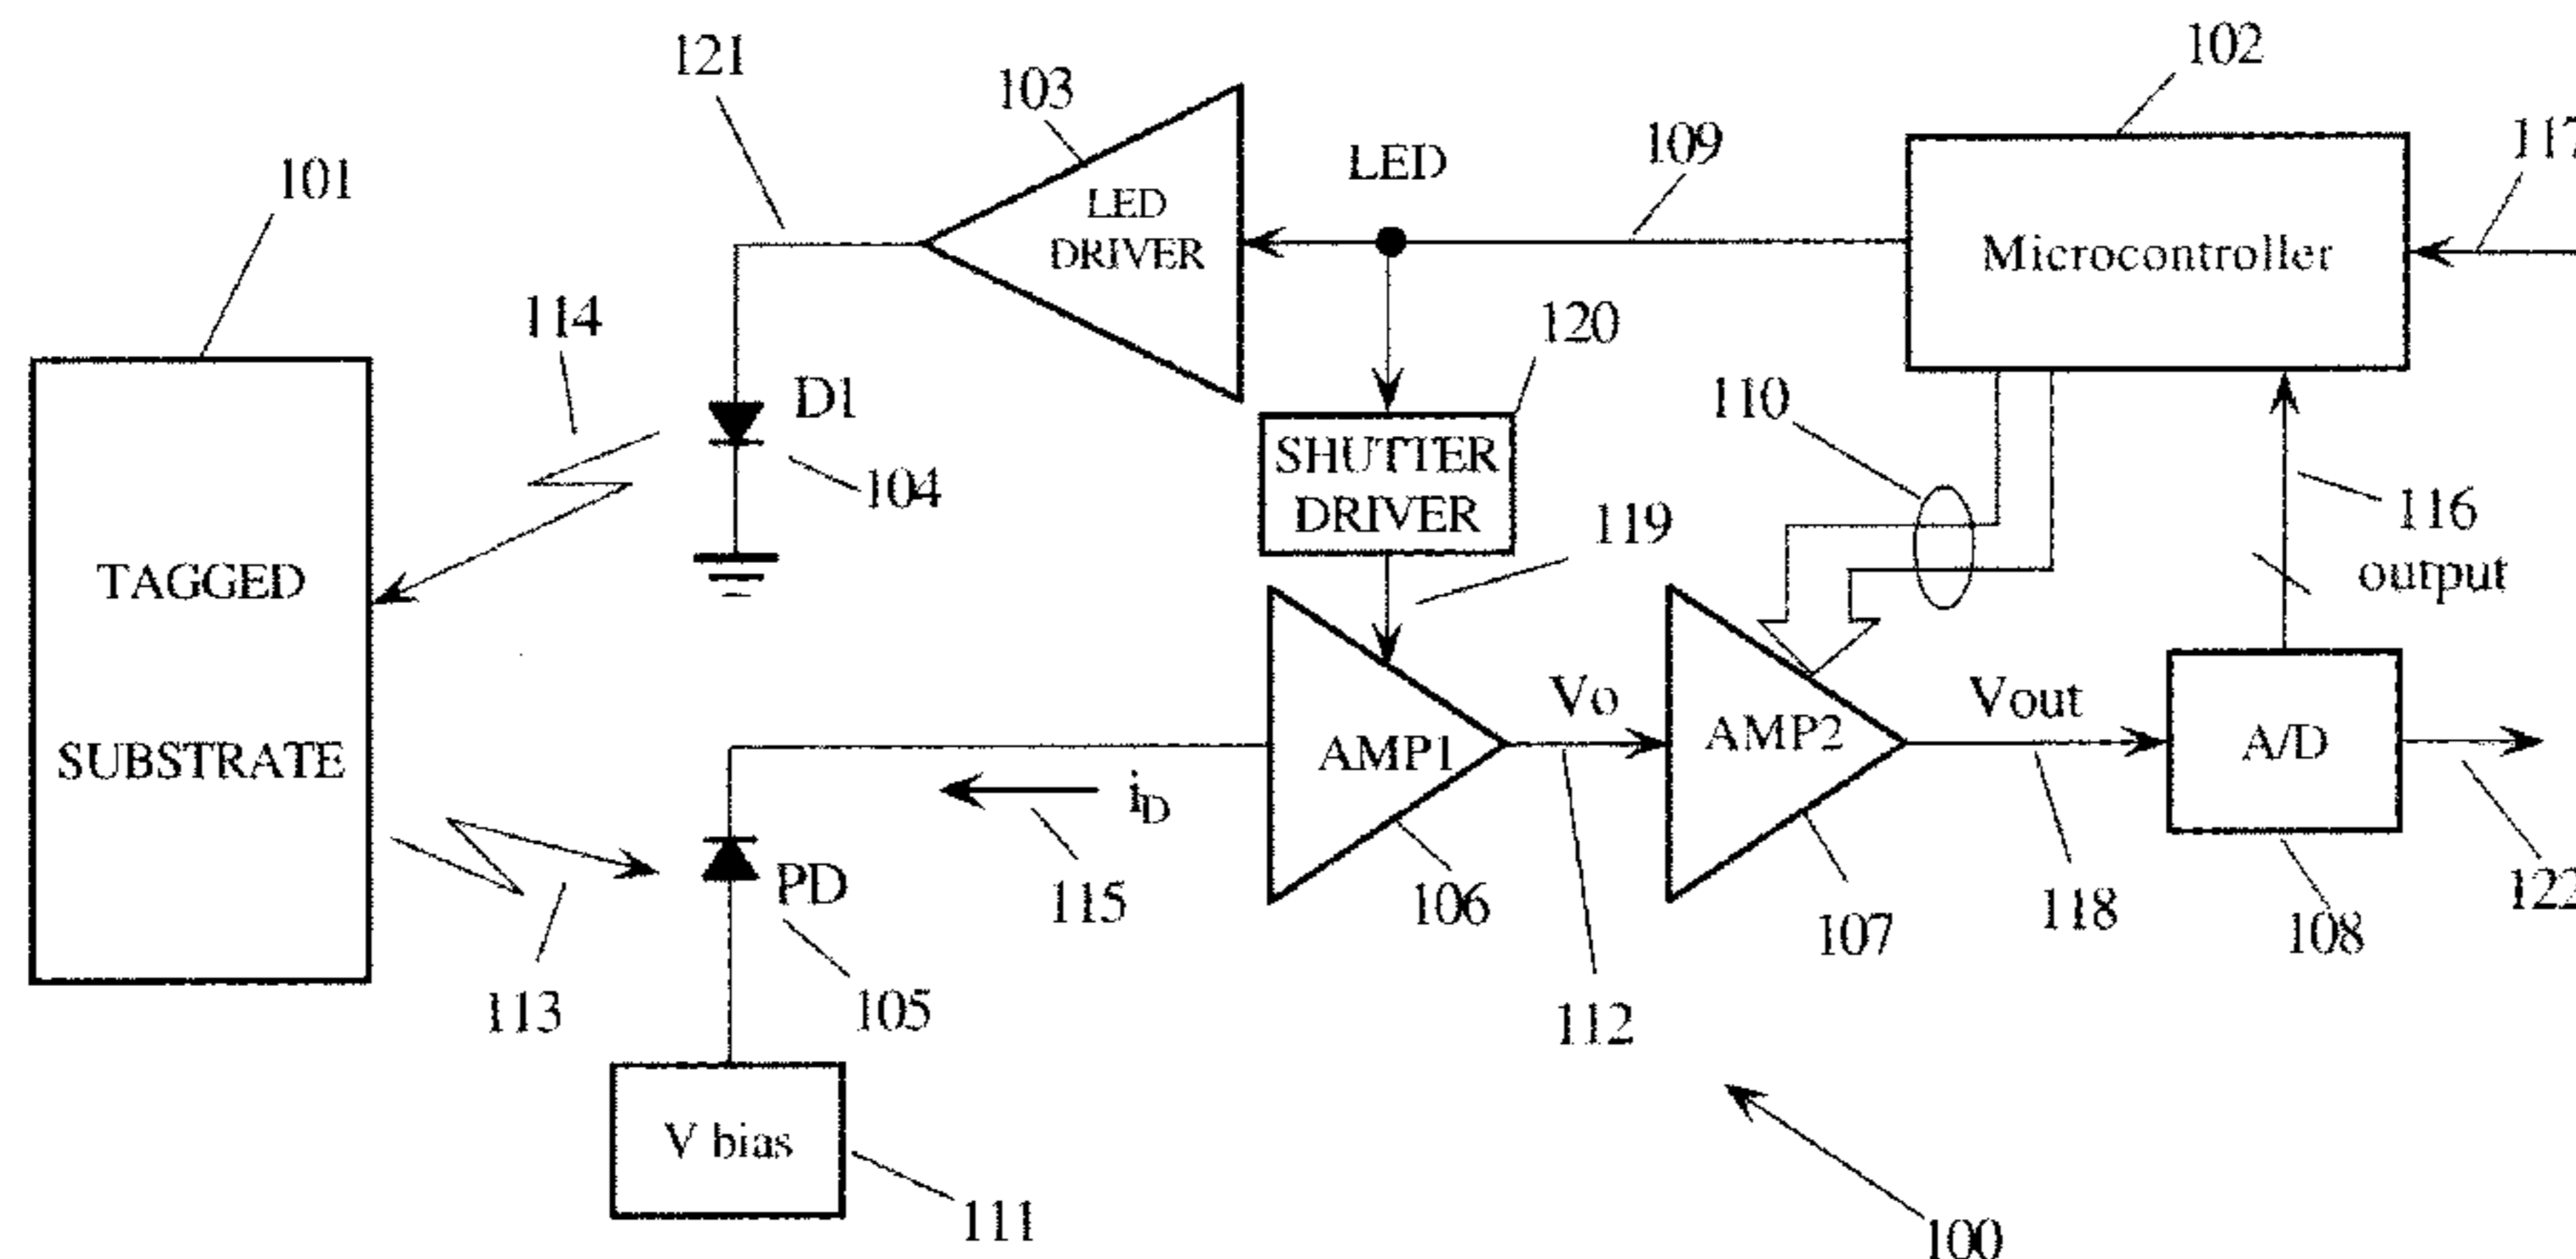 102
121
103
117
LED
109
101
LED
DRIVER
Microcontroller
114
120
D1
110
104
SHUTTER
DRIVER
116
output
119
TAGGED
Vo
Vout
AMP2
A/D
SUBSTRATE
AMP1
iD
PD
115
106
118
122
107
108
113
105
112
V bias
111
100